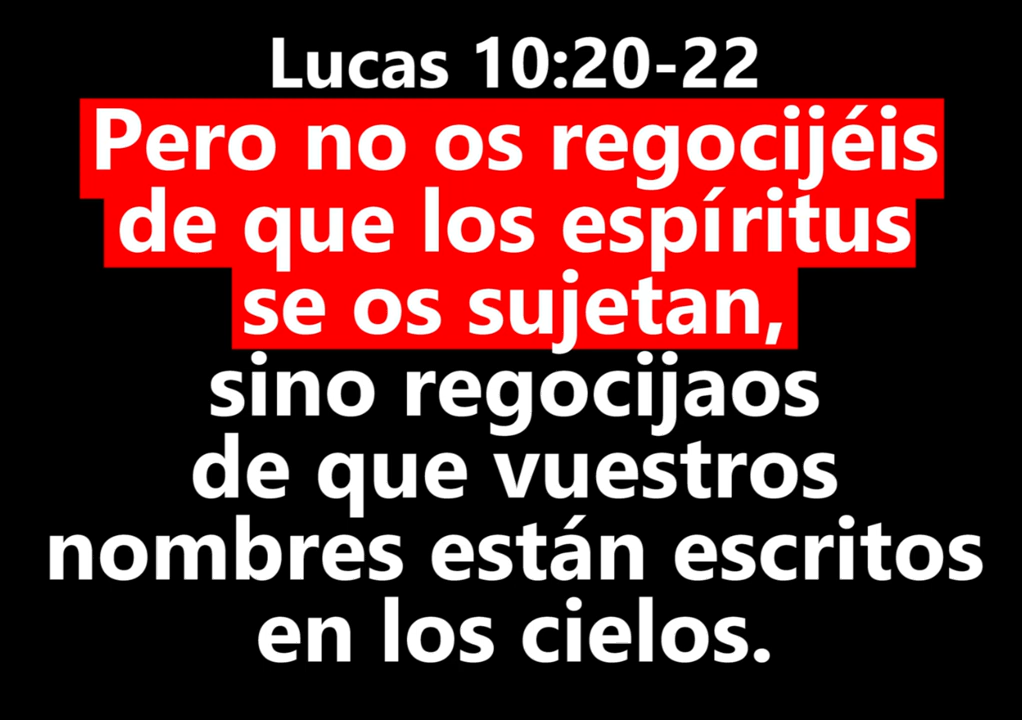 Lucas 10:20-22
Pero no os regocijéis
de que los espíritus
se os sujetan,
sino regocijaos
de que vuestros
nombres están escritos
en los cielos.